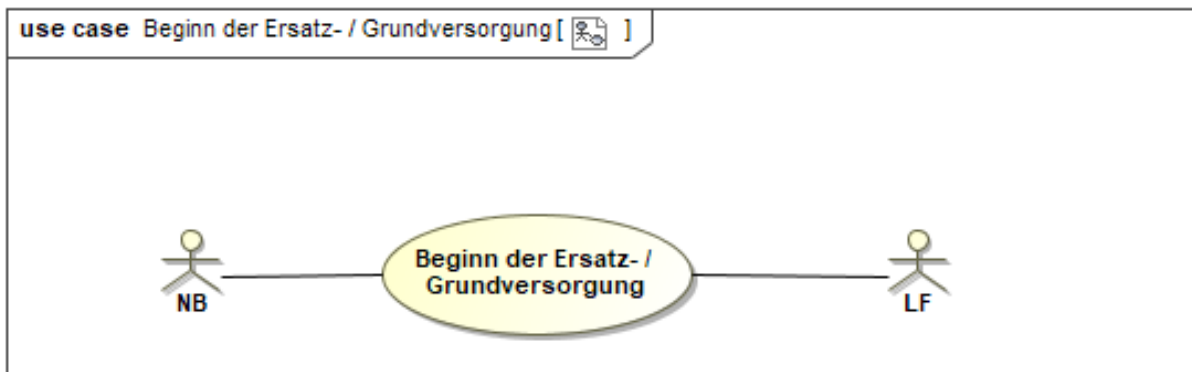 use case Beginn der Ersatz- / Grundversorgung [ ]
Beginn der Ersatz- /
Grundversorgung
NB
LF